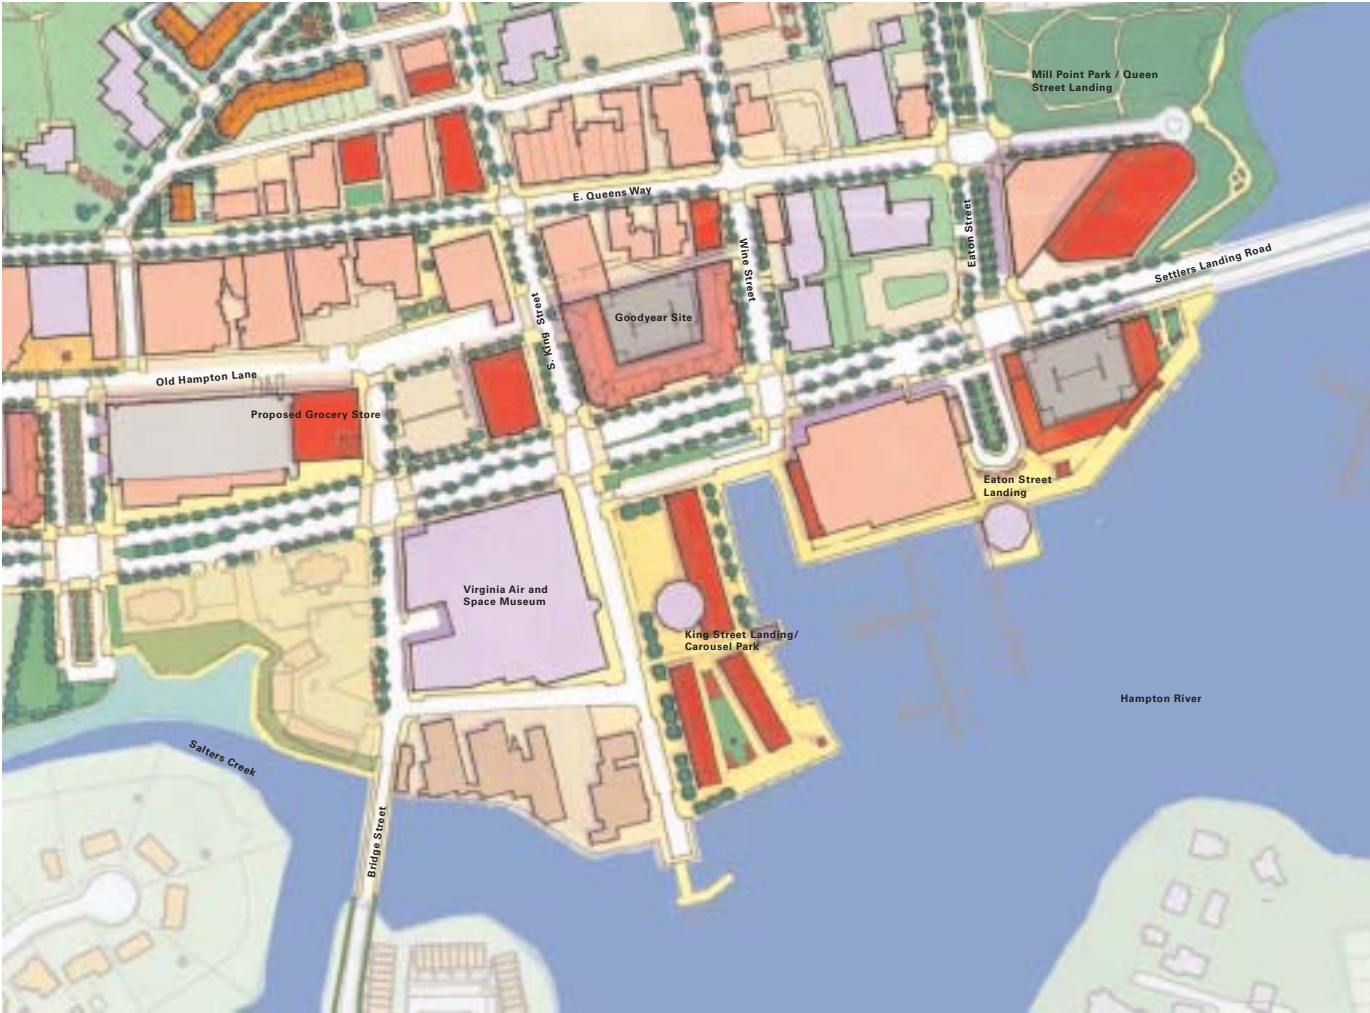 Mill Point Park / Queen
Street Landing
E. Queens Way
Eaton Street
Wine Street
Settlers Landing Road
S. King Street
Goodyear Site
Old Hampton Lane
Proposed Grocery Store
Eaton Street
Landing
Virginia Air and
Space Museum
King Street Landing/
Carousel Park
Hampton River
Salters Creek
Bridge Street